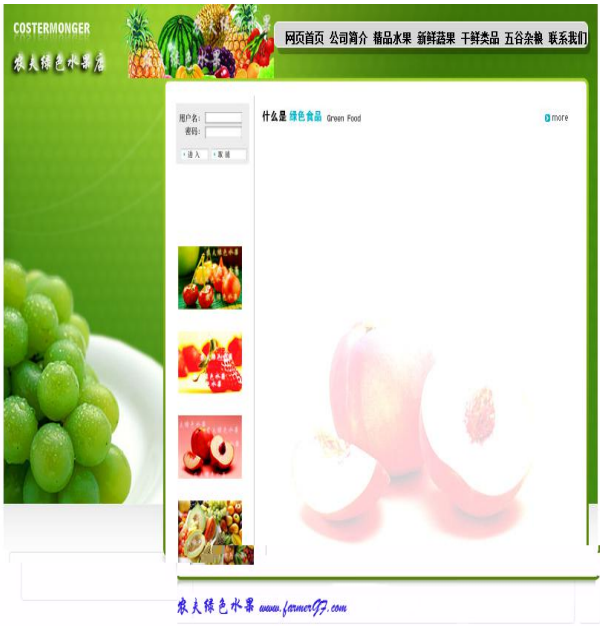 COSTERMONGER
农夫绿色水果店
网页首页 公司简介 精品水果 新鲜蔬果 干鲜类品 五谷杂粮 联系我们
用户名:
密码:
进 入
什么是 绿色食品 Green Food
more
农夫绿色水果 www.farmer97.com